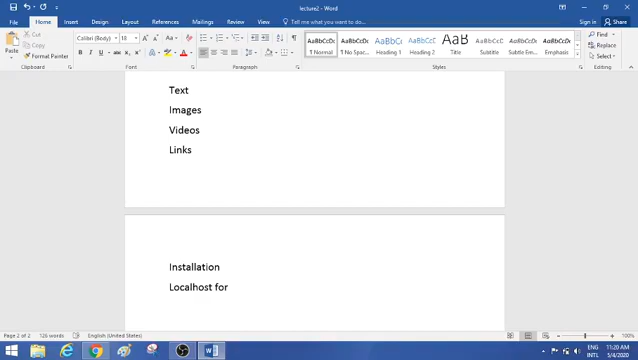 lecture2 - Word
File Home Insert Design Layout References Mailings Review View Tell me what you want to do... Sign in Share
Cut
Copy
Format Painter
Paste
Clipboard
Calibri (Body) 18
Font
Paragraph
AaBbCcDc AaBbCcDc AaBbCc AaBbCcD AaB AaBbCcD AaBbCcDc AaBbCcDc
¶ Normal ¶ No Spac... Heading 1 Heading 2 Title Subtitle Subtle Em... Emphasis
Styles
Find
Replace
Select
Editing
Text
Images
Videos
Links
Installation
Localhost for
Page 2 of 2 126 words English (United States) 100%
ENG
INTL
11:20 AM
5/4/2020